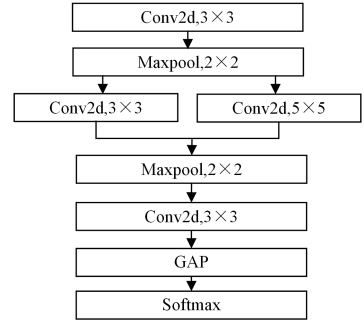 Conv2d,3×3
Maxpool,2×2
Conv2d,3×3
Conv2d,5×5
Maxpool,2×2
Conv2d,3×3
GAP
Softmax